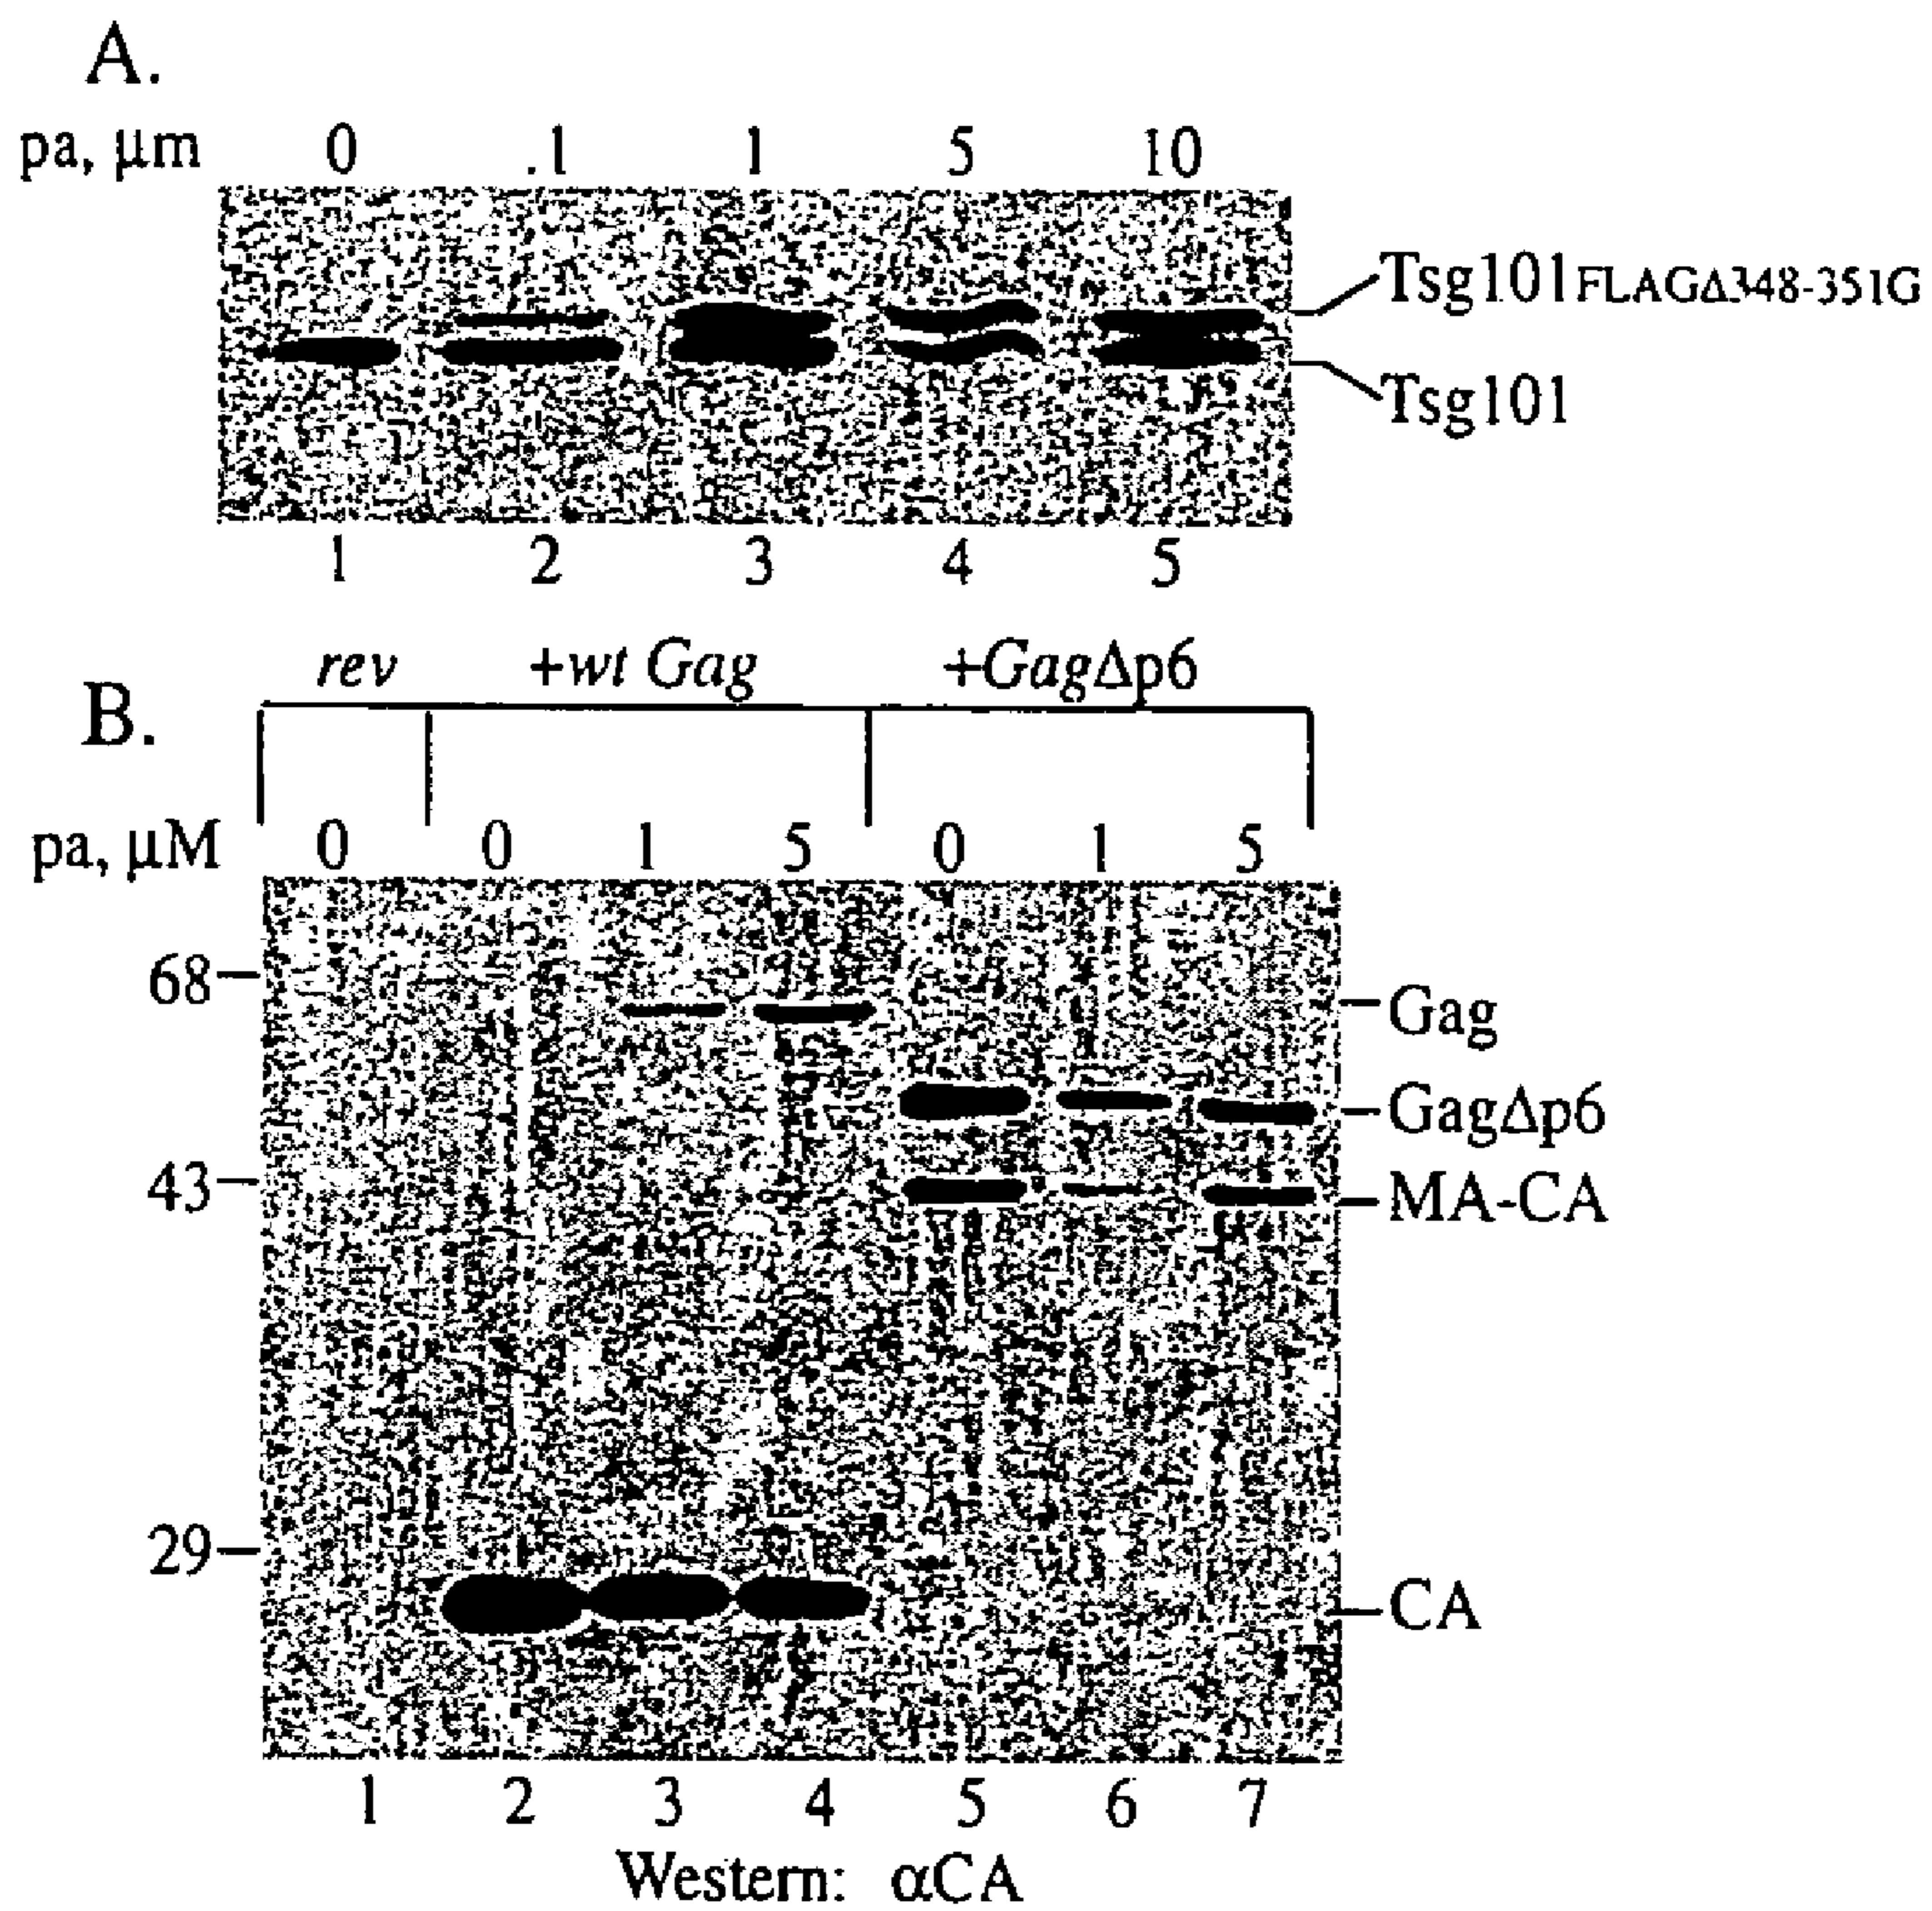 A.
pa, µm 0 .1 1 5 10
Tsg101FLAGΔ348-351G
Tsg101
1 2 3 4 5
rev +wt Gag +GagΔp6
B.
pa, µM 0 0 1 5 0 1 5
68
Gag
GagΔp6
43
MA-CA
29
CA
1 2 3 4 5 6 7
Western: αCA